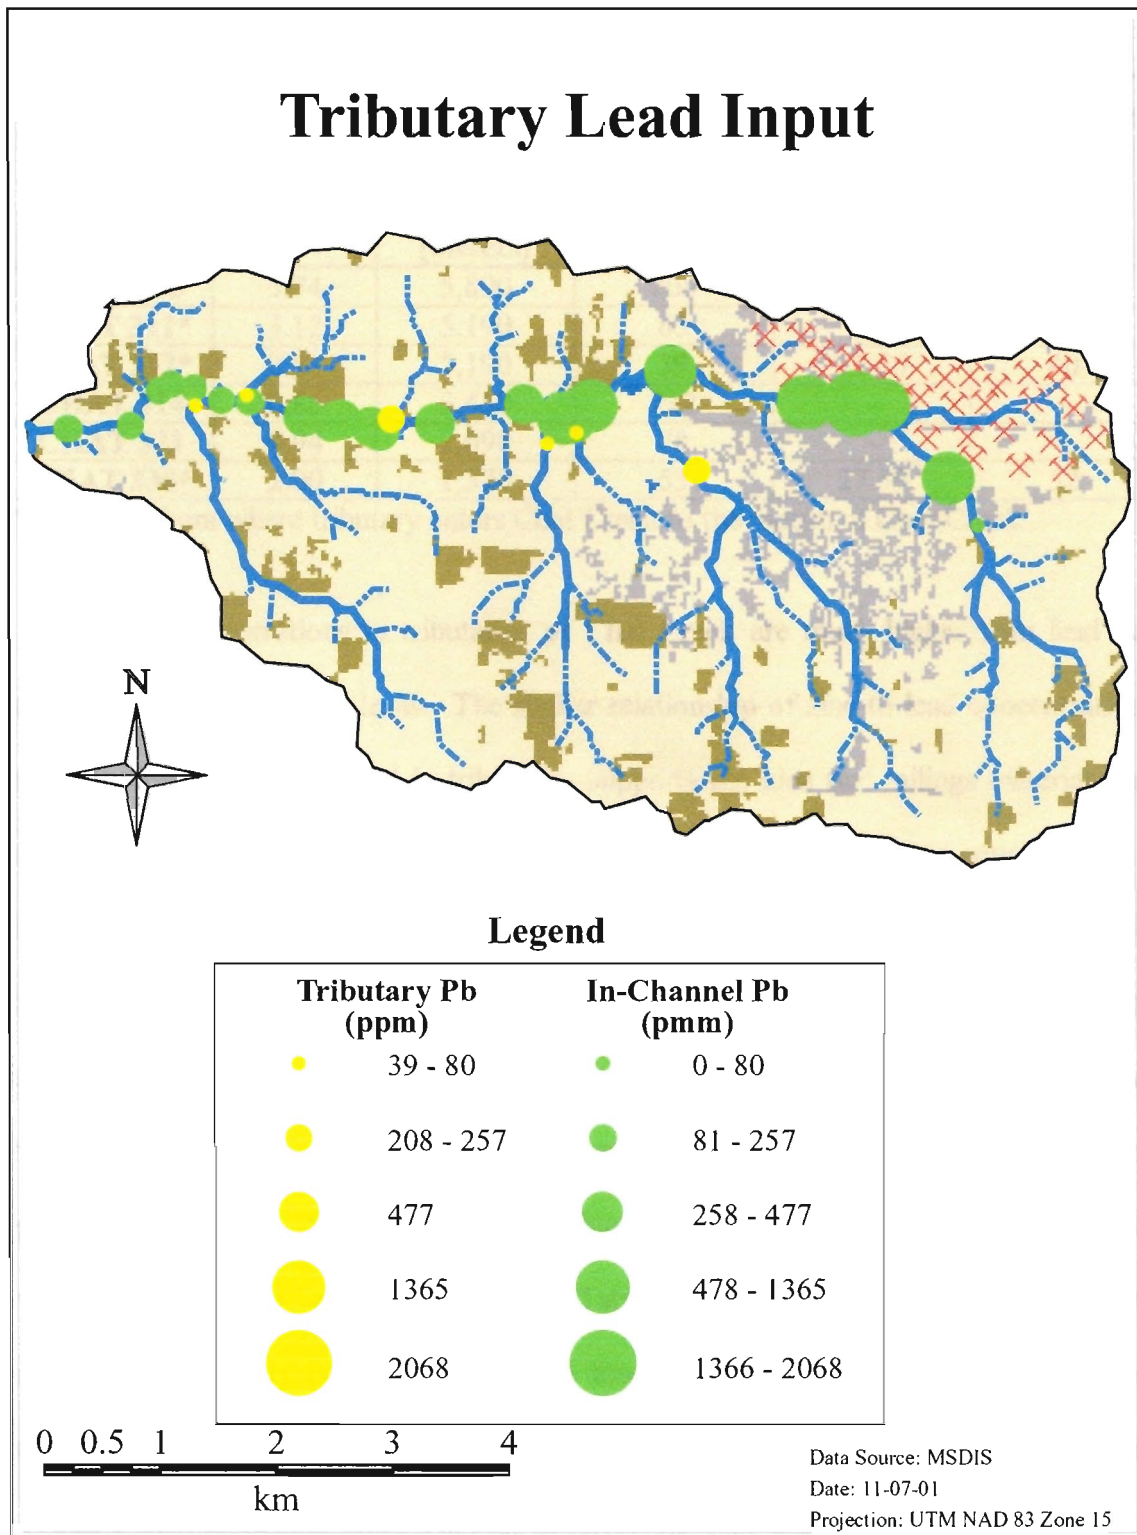 Tributary Lead Input
N
Legend
Tributary Pb
(ppm)
39 - 80
208 - 257
477
1365
2068
In-Channel Pb
(pmm)
0 - 80
81 - 257
258 - 477
478 - 1365
1366 - 2068
0 0.5 1 2 3 4
km
Data Source: MSDIS
Date: 11-07-01
Projection: UTM NAD 83 Zone 15